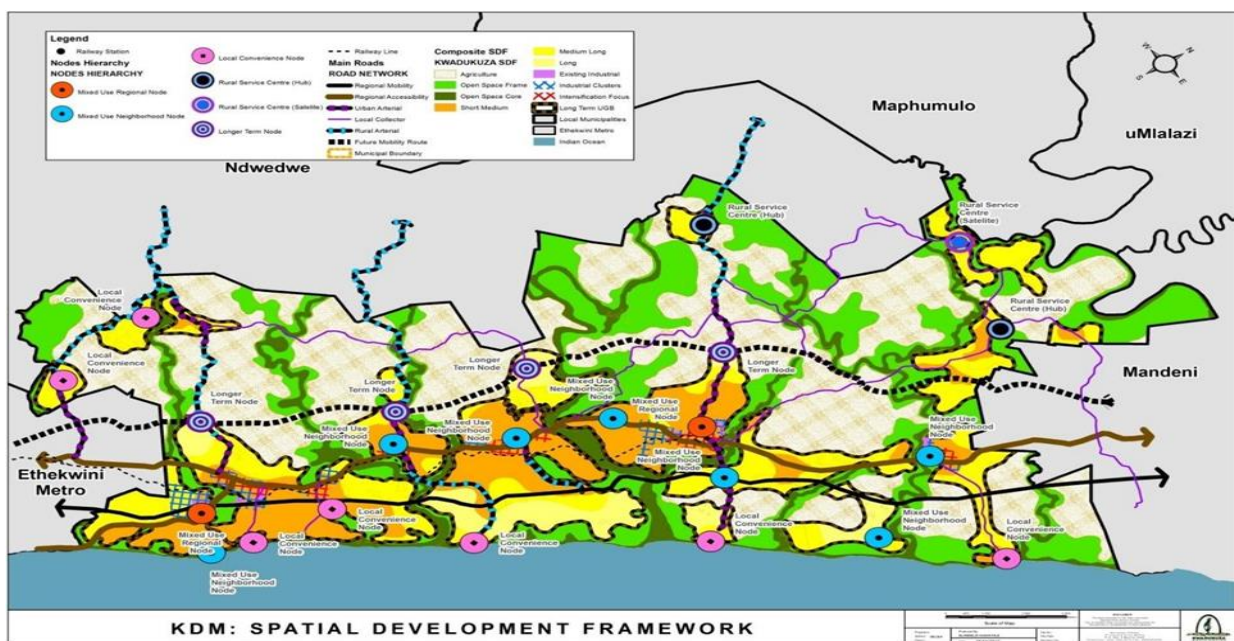 Legend
Railway Station
Nodes Hierarchy
NODES HIERARCHY
Mixed Use Regional Node
Mixed Use Neighborhood Node
Local Convenience Node
Rural Service Centre (Hub)
Rural Service Centre (Satelite)
Longer Term Node
Railway Line
Main Roads
ROAD NETWORK
Regional Mobility
Regional Accessibility
Urban Arterial
Local Collector
Rural Arterial
Future Mobility Route
Municipal Boundary
Composite SDF
KWADUKUZA SDF
Agriculture
Open Space Frame
Open Space Core
Short Medium
Medium Long
Long
Existing Industrial
Industrial Clusters
Intensification Focus
Long Term UGB
Local Municipalities
Ethekwini Metro
Indian Ocean
W
N
S
E
Maphumulo
uMlalazi
Ndwedwe
Rural Service
Centre (Hub)
Rural Service
Centre
(Satelite)
Local
Convenience
Node
Rural Service
Centre (Hub)
Local
Convenience
Node
Longer
Term Node
Longer
Term Node
Longer
Term Node
Longer
Term Node
Mandeni
Mixed Use
Neighborhood
Node
Mixed Use
Regional
Node
Mixed Use
Neighborhood
Node
Mixed Use
Neighborhood
Node
Mixed Use
Neighborhood
Node
Mixed Use
Neighborhood
Node
Ethekwini
Metro
Local
Convenience
Node
Mixed Use
Regional
Node
Local
Convenience
Node
Local
Convenience
Node
Local
Convenience
Node
Mixed Use
Neighborhood
Node
Local
Convenience
Node
Mixed Use
Neighborhood
Node
KDM: SPATIAL DEVELOPMENT FRAMEWORK
Scale of Map